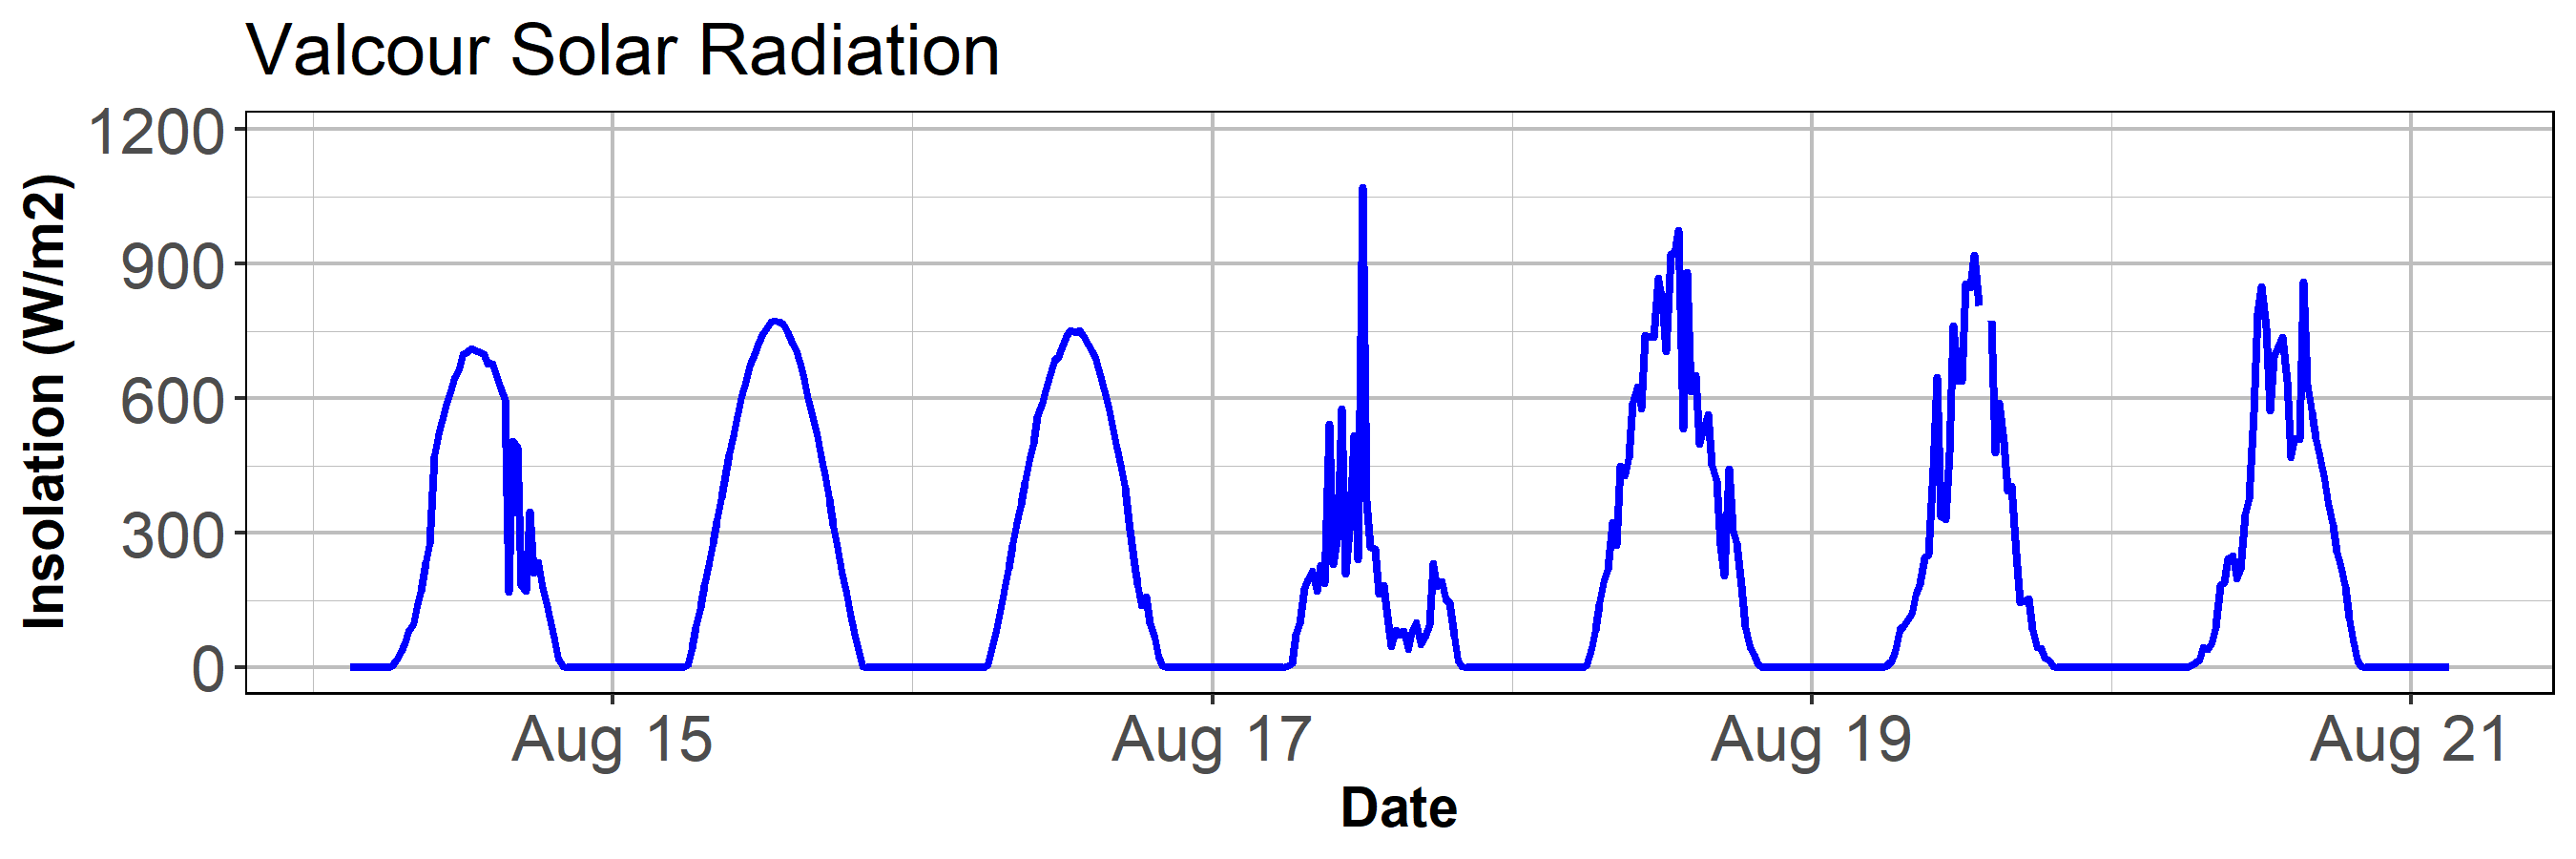 Valcour Solar Radiation
1200
900
600
300
0
Insolation (W/m2)
Aug 15 Aug 17 Aug 19 Aug 21
Date